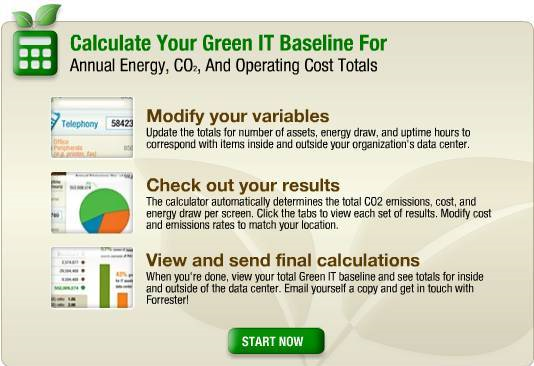 Calculate Your Green IT Baseline For
Annual Energy, CO₂, And Operating Cost Totals
Telephony 58423
Office
Peripherals
Modify your variables
Update the totals for number of assets, energy draw, and uptime hours to
correspond with items inside and outside your organization's data center.
Check out your results
The calculator automatically determines the total CO2 emissions, cost, and
energy draw per screen. Click the tabs to view each set of results. Modify cost
and emissions rates to match your location.
View and send final calculations
When you're done, view your total Green IT baseline and see totals for inside
and outside of the data center. Email yourself a copy and get in touch with
Forrester!
START NOW